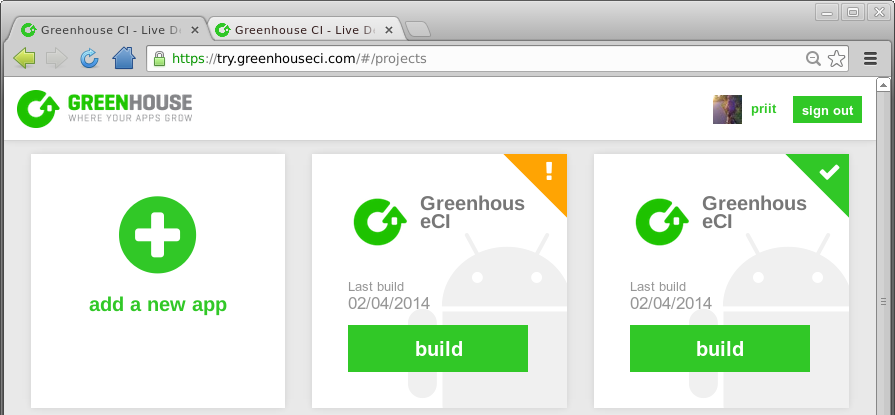 Greenhouse CI - Live D
Greenhouse CI - Live D
https://try.greenhouseci.com/#/projects
GREENHOUSE
WHERE YOUR APPS GROW
priit
sign out
add a new app
!
Greenhous
eCI
Last build
02/04/2014
build
Greenhous
eCI
Last build
02/04/2014
build